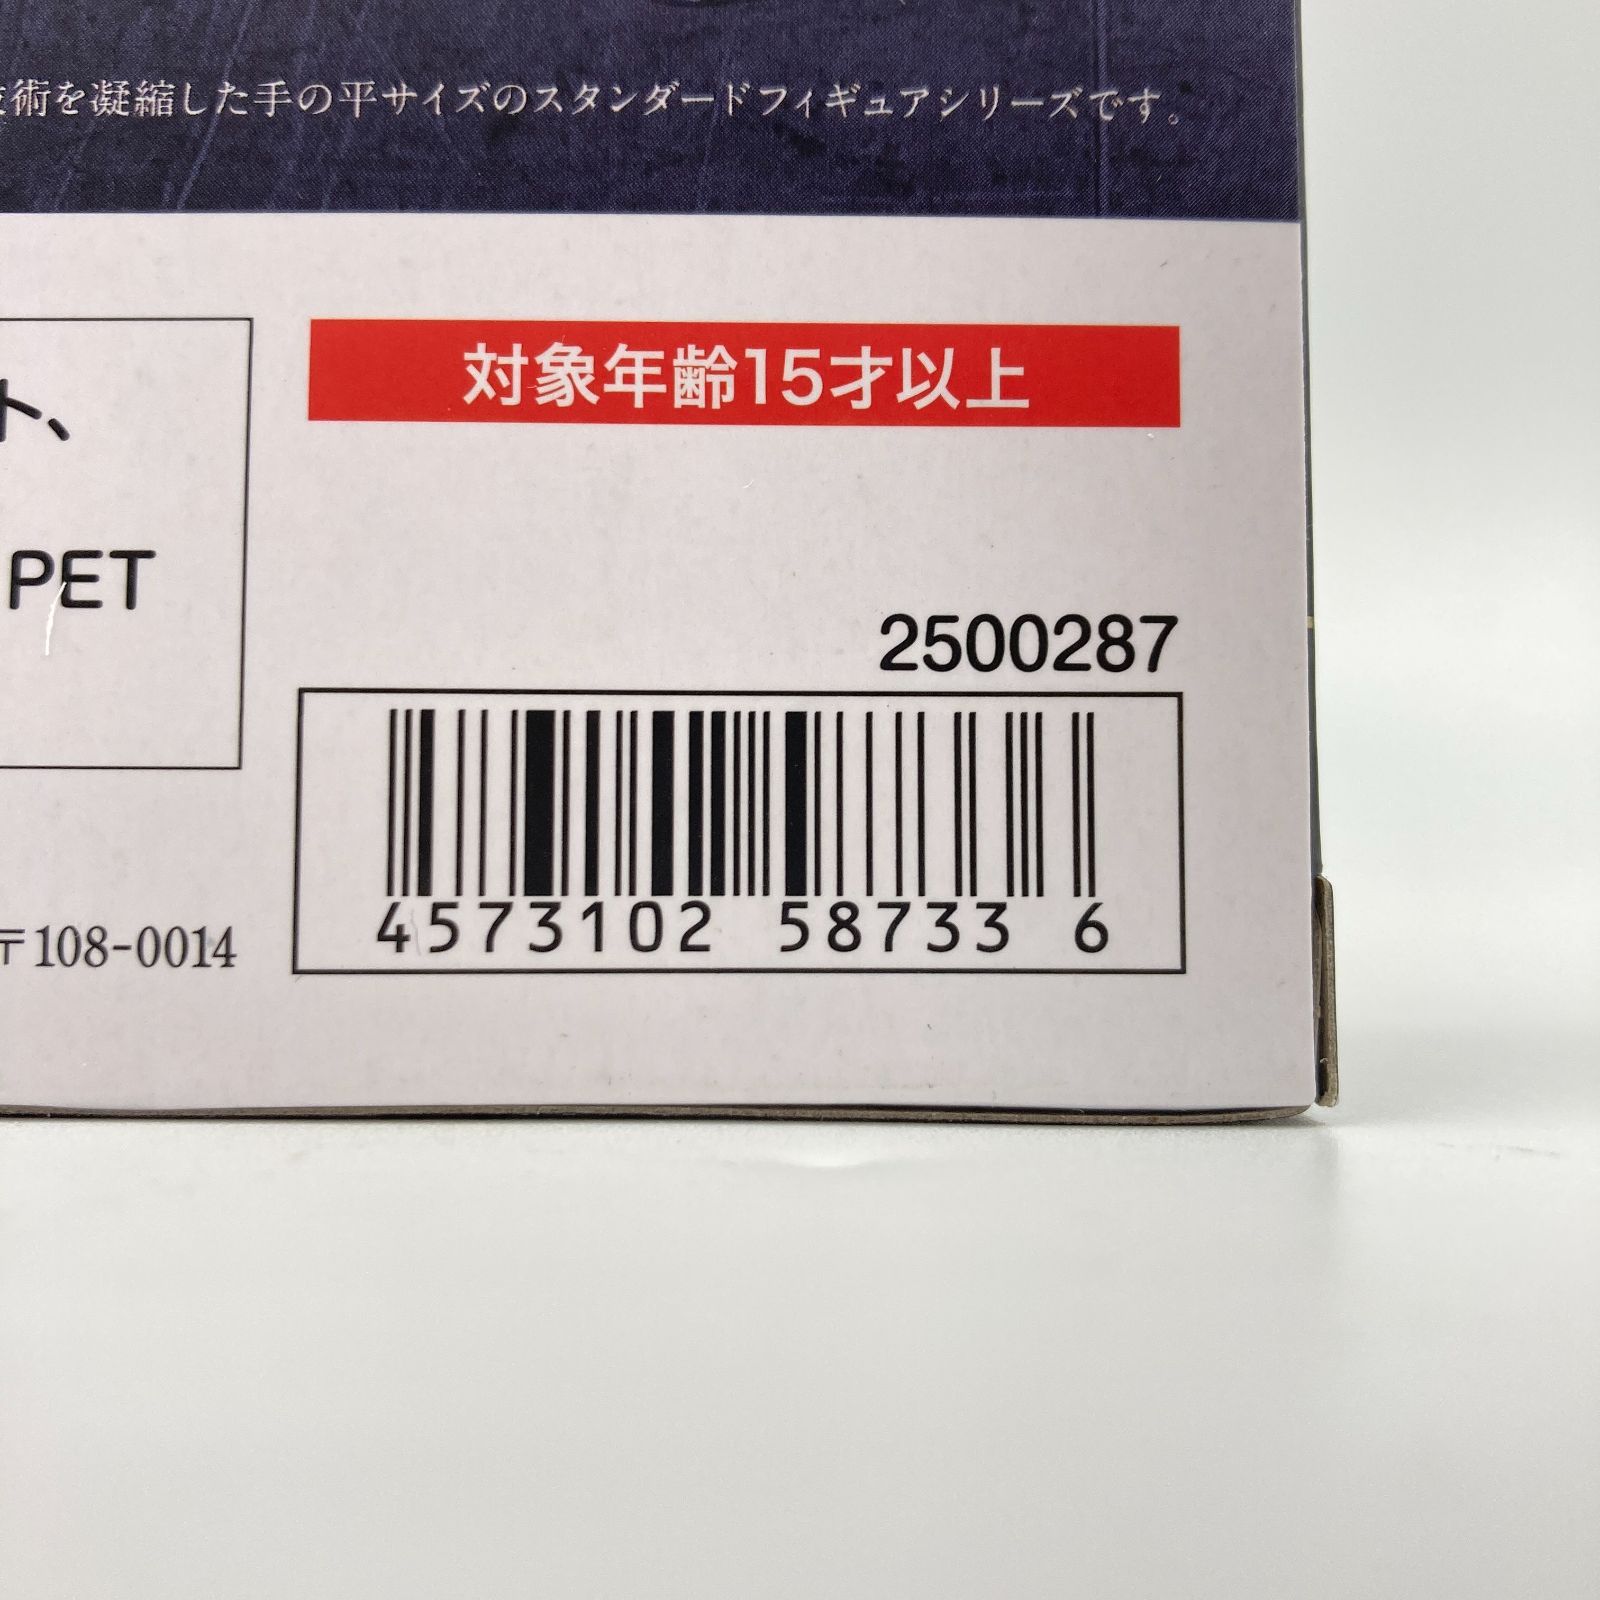 術を凝縮した手の平サイズのスタンダードフィギュアシリーズです。
対象年齢15才以上
ト、
PET
2500287
4573102 58733 6
〒108-0014